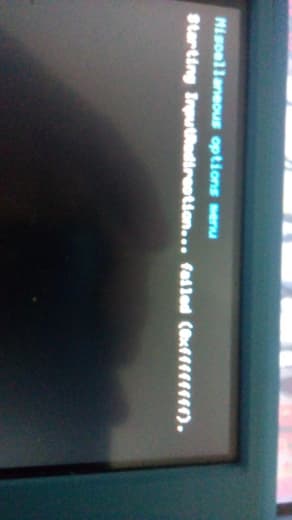 Miscellaneous options menu
Starting InputRedirection... failed (0xffffffff).